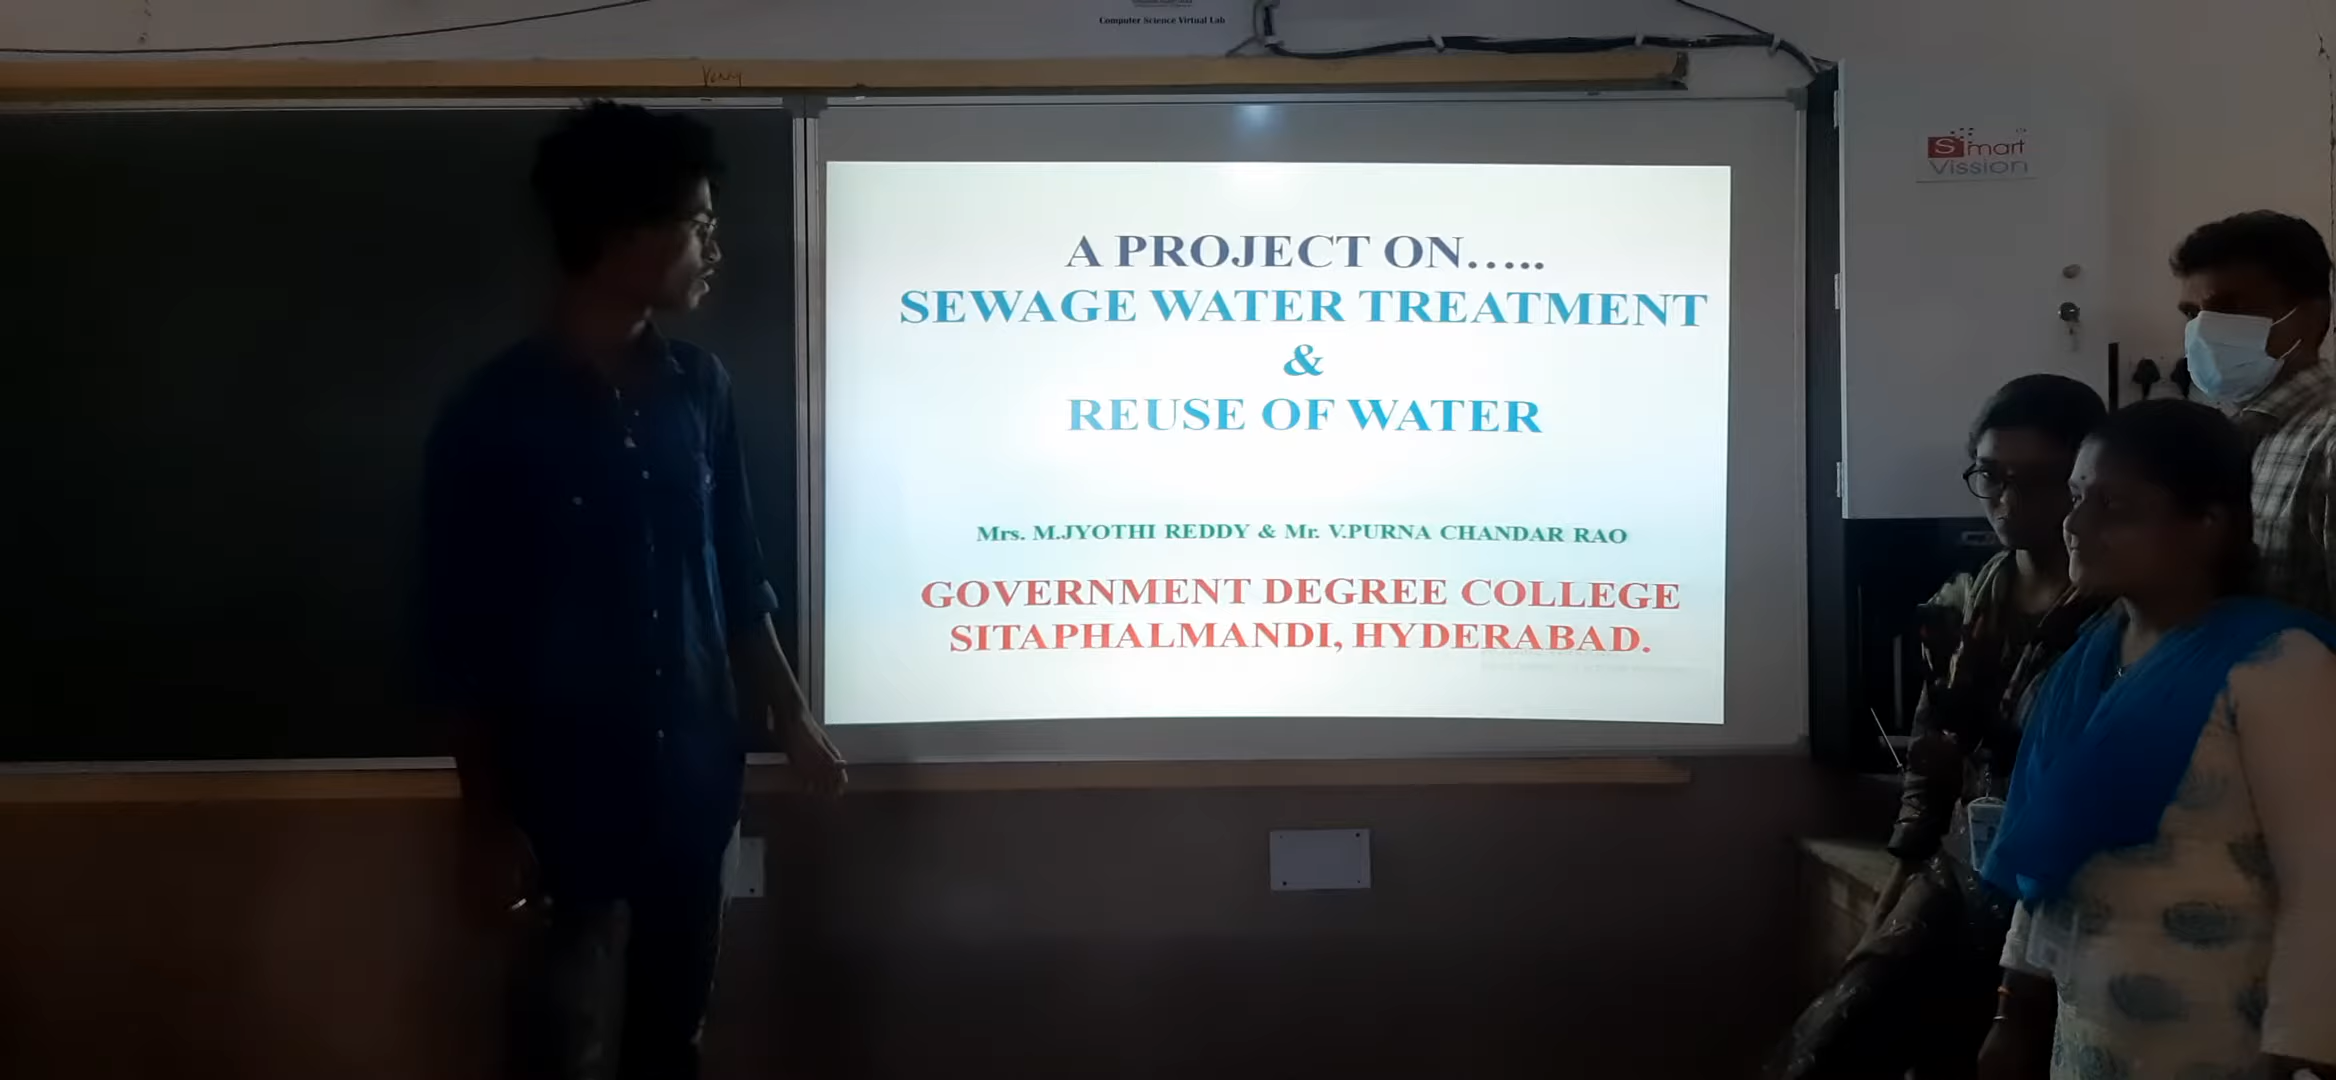 Computer Science Virtual Lab
Smart
Vission
A PROJECT ON.....
SEWAGE WATER TREATMENT
&
REUSE OF WATER
Mrs. M.JYOTHI REDDY & Mr. V.PURNA CHANDAR RAO
GOVERNMENT DEGREE COLLEGE
SITAPHALMANDI, HYDERABAD.